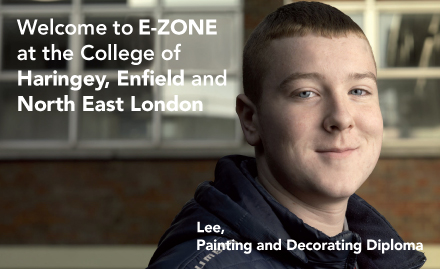 Welcome to E-ZONE
at the College of
Haringey, Enfield and
North East London
Lee,
Painting and Decorating Diploma